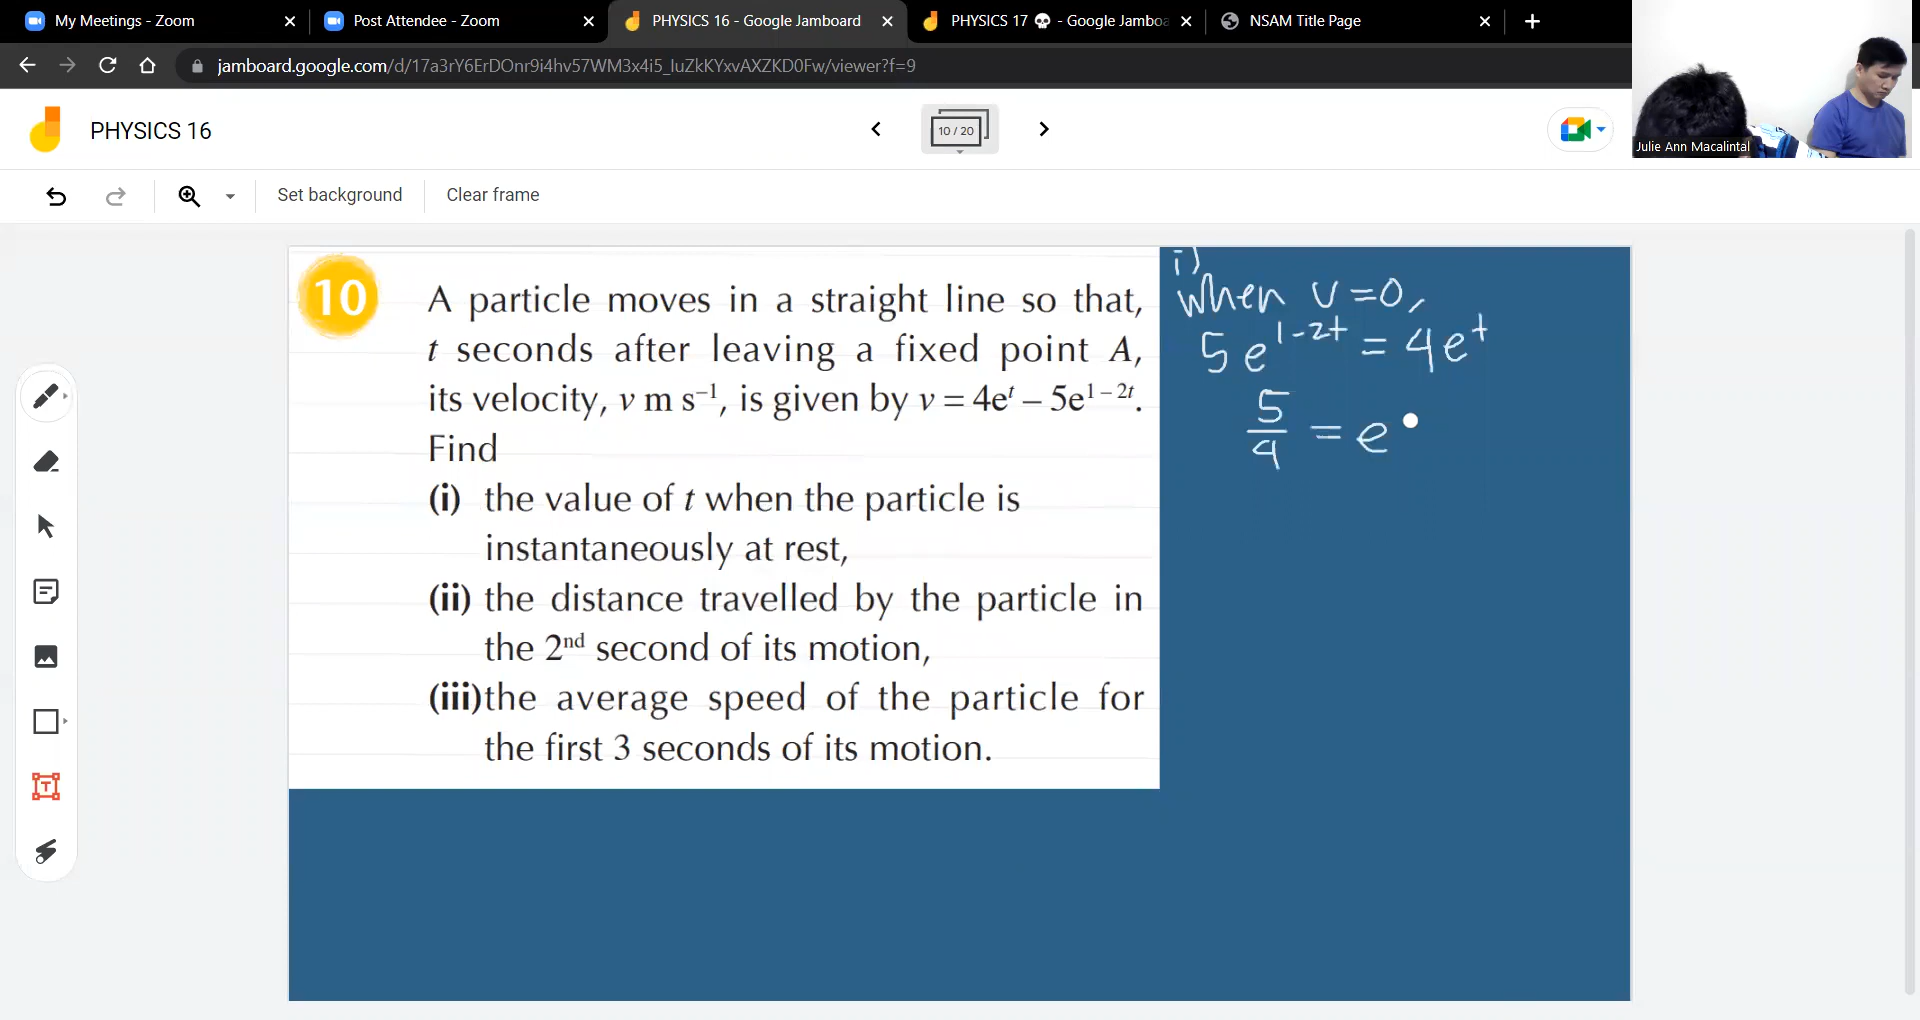 My Meetings - Zoom
Post Attendee - Zoom
PHYSICS 16 - Google Jamboard
PHYSICS 17 💀 - Google Jamboa
NSAM Title Page
jamboard.google.com/d/17a3rY6ErDOnr9i4hv57WM3x4i5_IuZkKYxvAXZKD0Fw/viewer?f=9
Julie Ann Macalintal
PHYSICS 16
10 / 20
Set background
Clear frame
10
A particle moves in a straight line so that,
t seconds after leaving a fixed point A,
its velocity, v m s⁻¹, is given by v = 4eᵗ – 5e¹⁻²ᵗ.
Find
(i) the value of t when the particle is
instantaneously at rest,
(ii) the distance travelled by the particle in
the 2ⁿᵈ second of its motion,
(iii) the average speed of the particle for
the first 3 seconds of its motion.
i)
when v=0,
5e¹⁻²ᵗ = 4eᵗ
5/4 = e